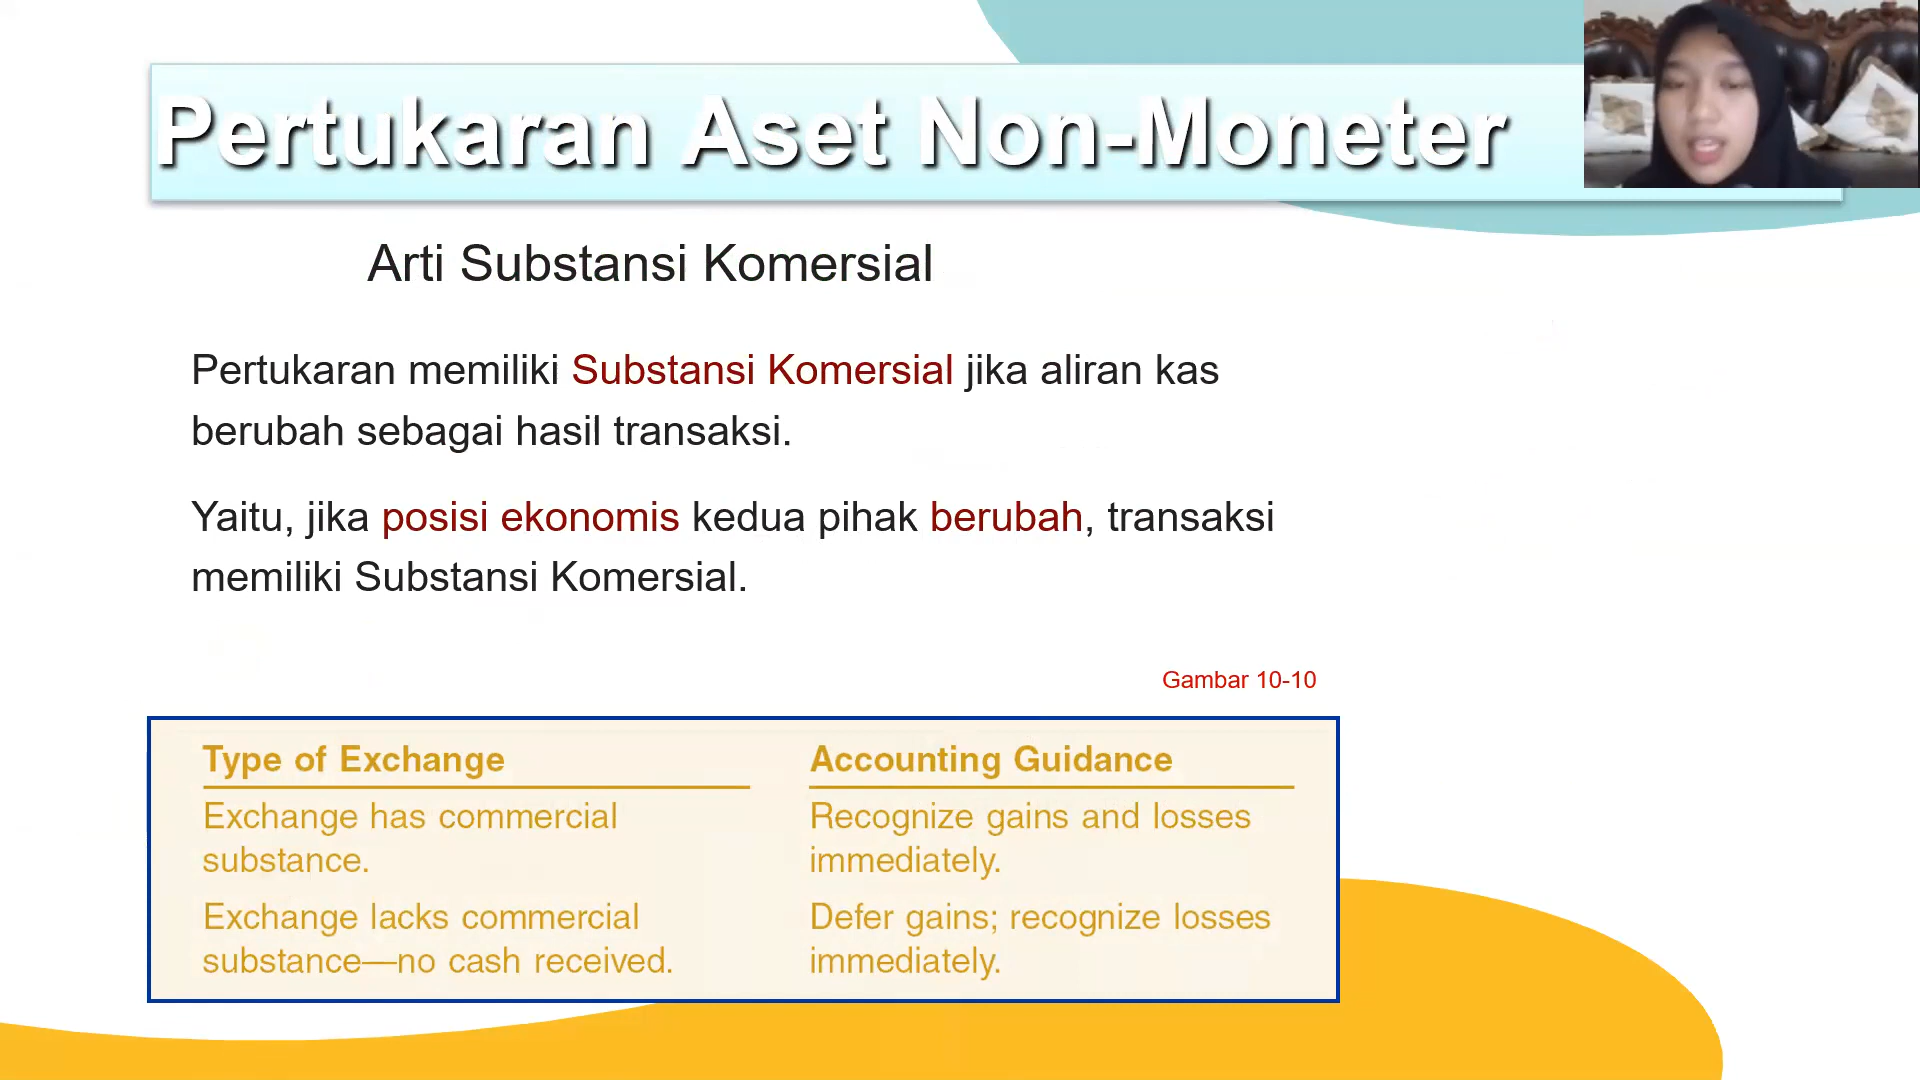 Pertukaran Aset Non-Moneter
Arti Substansi Komersial
Pertukaran memiliki Substansi Komersial jika aliran kas
berubah sebagai hasil transaksi.
Yaitu, jika posisi ekonomis kedua pihak berubah, transaksi
memiliki Substansi Komersial.
Gambar 10-10
Type of Exchange
Accounting Guidance
Exchange has commercial
substance.
Recognize gains and losses
immediately.
Exchange lacks commercial
substance—no cash received.
Defer gains; recognize losses
immediately.